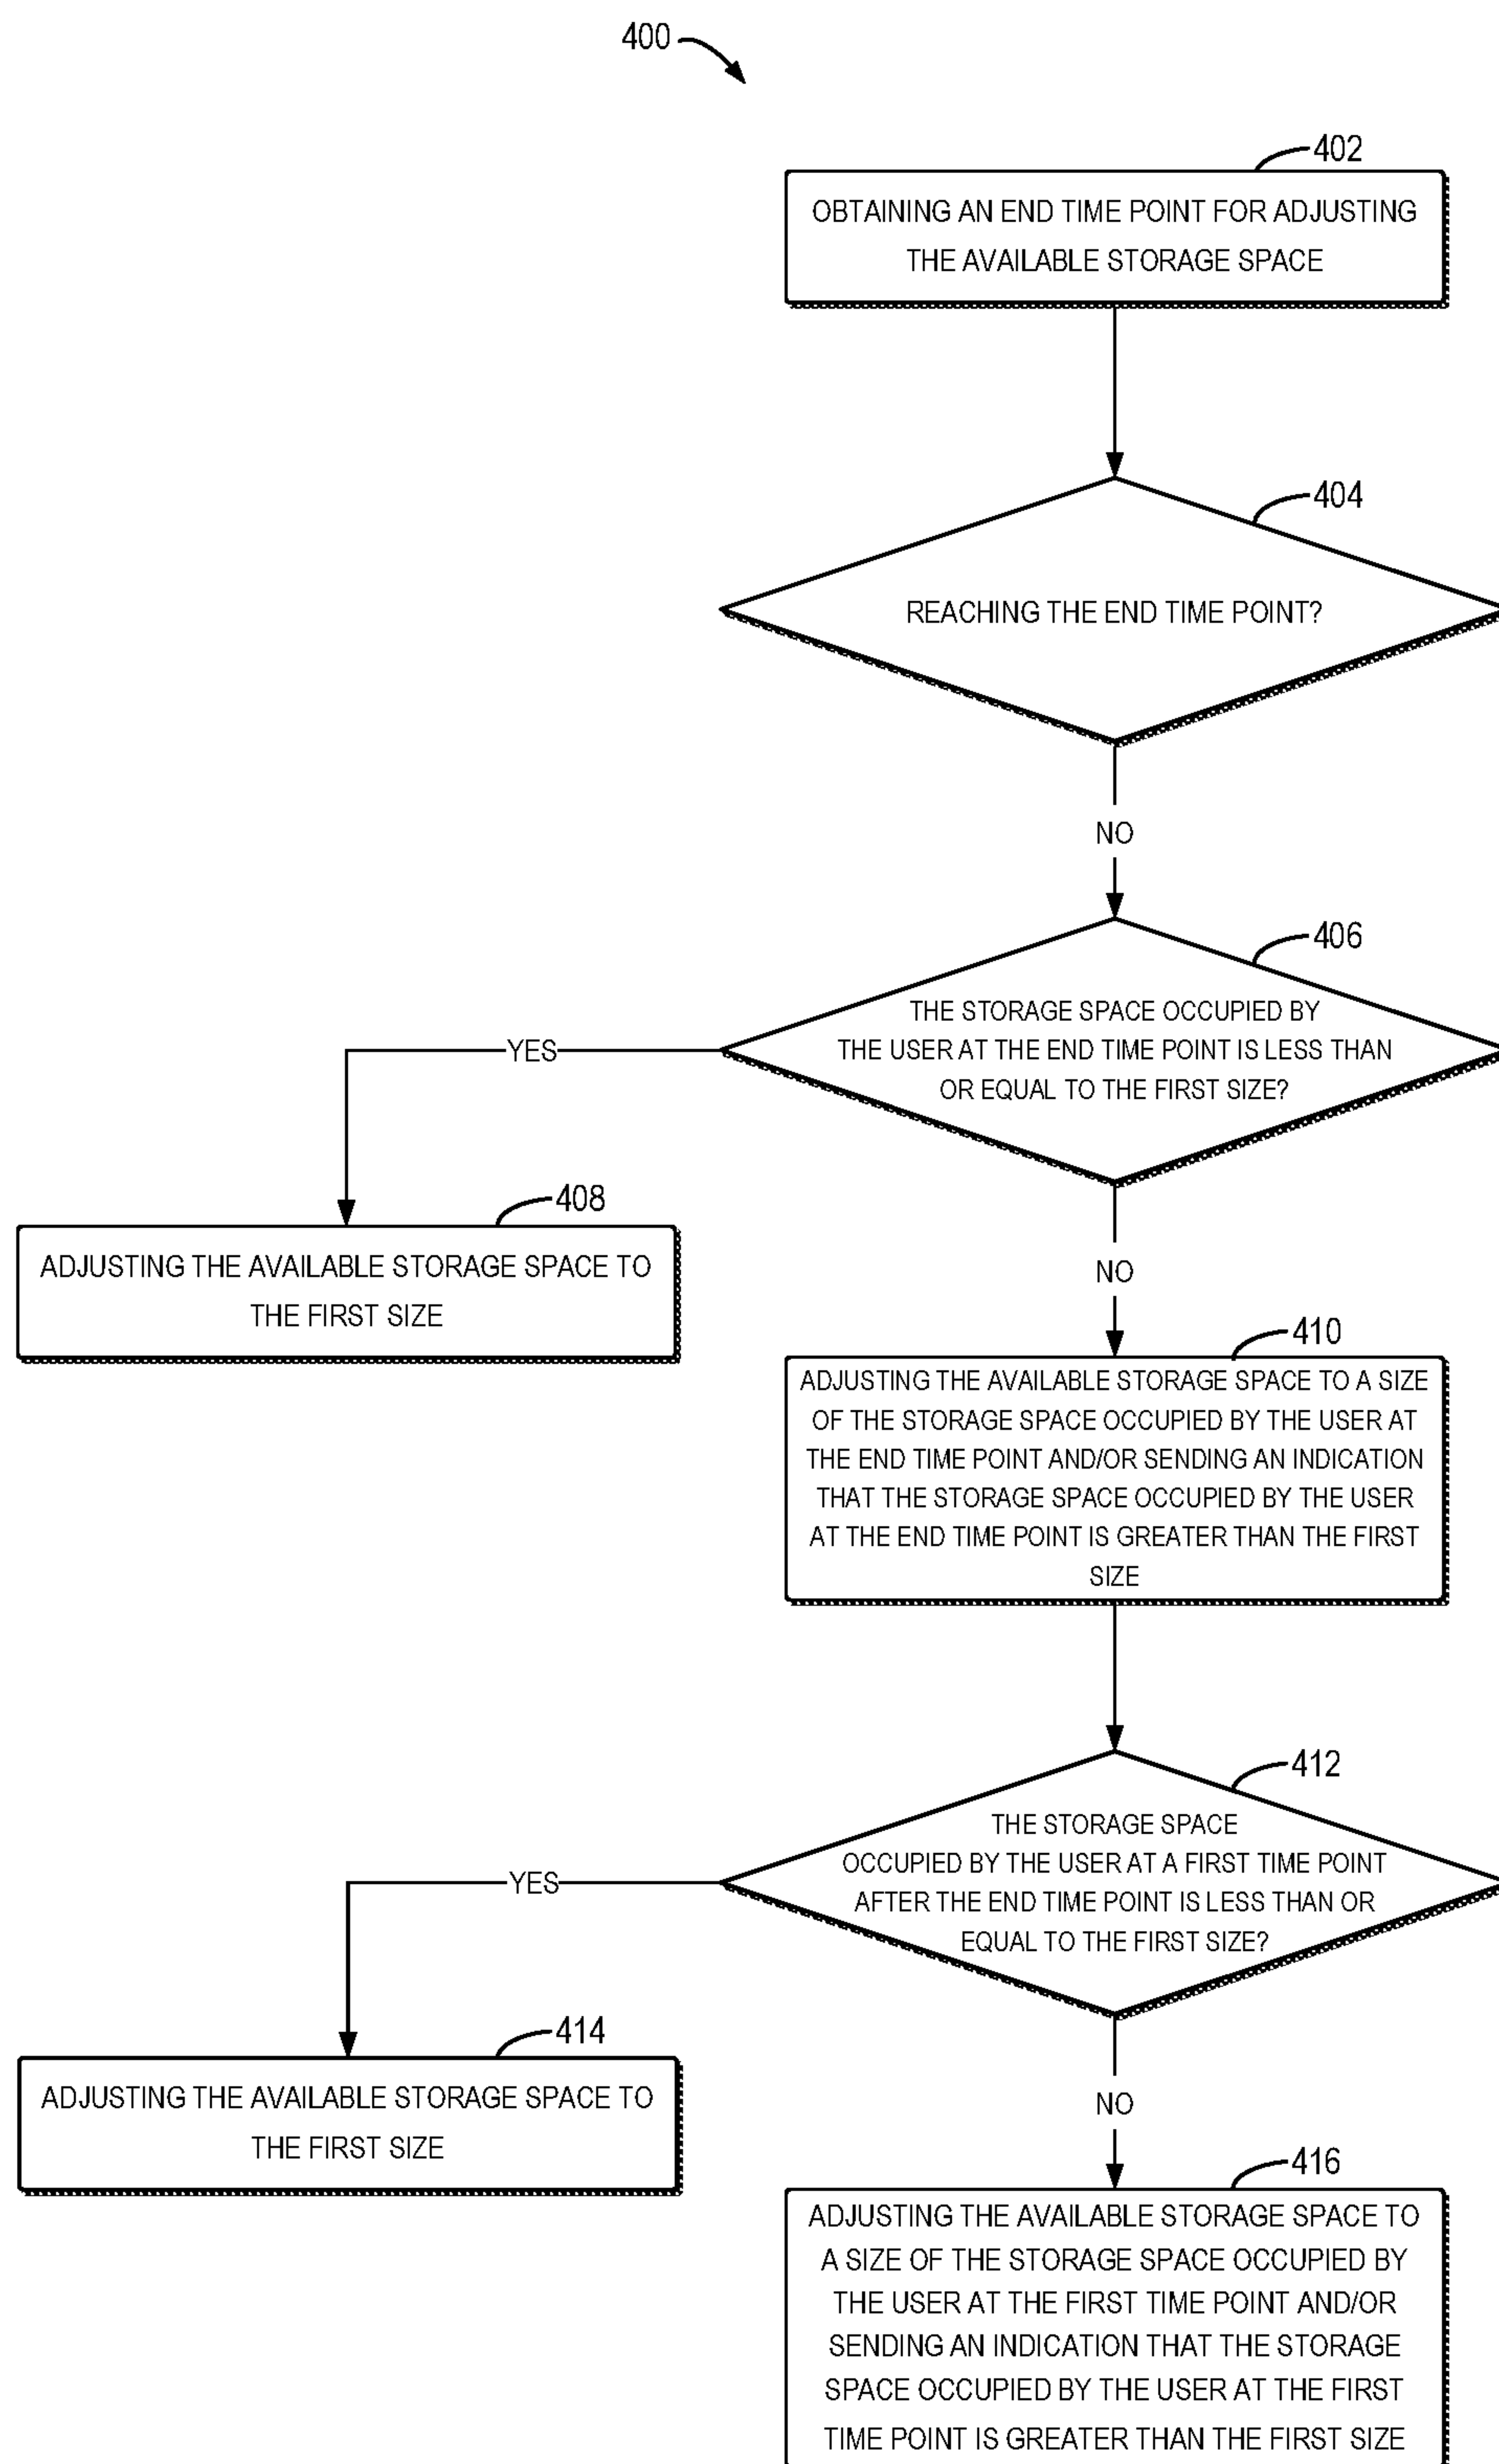 400
402
OBTAINING AN END TIME POINT FOR ADJUSTING
THE AVAILABLE STORAGE SPACE
404
REACHING THE END TIME POINT?
NO
406
THE STORAGE SPACE OCCUPIED BY
THE USER AT THE END TIME POINT IS LESS THAN
OR EQUAL TO THE FIRST SIZE?
YES
408
ADJUSTING THE AVAILABLE STORAGE SPACE TO
THE FIRST SIZE
NO
410
ADJUSTING THE AVAILABLE STORAGE SPACE TO A SIZE
OF THE STORAGE SPACE OCCUPIED BY THE USER AT
THE END TIME POINT AND/OR SENDING AN INDICATION
THAT THE STORAGE SPACE OCCUPIED BY THE USER
AT THE END TIME POINT IS GREATER THAN THE FIRST
SIZE
412
THE STORAGE SPACE
OCCUPIED BY THE USER AT A FIRST TIME POINT
AFTER THE END TIME POINT IS LESS THAN OR
EQUAL TO THE FIRST SIZE?
YES
414
ADJUSTING THE AVAILABLE STORAGE SPACE TO
THE FIRST SIZE
NO
416
ADJUSTING THE AVAILABLE STORAGE SPACE TO
A SIZE OF THE STORAGE SPACE OCCUPIED BY
THE USER AT THE FIRST TIME POINT AND/OR
SENDING AN INDICATION THAT THE STORAGE
SPACE OCCUPIED BY THE USER AT THE FIRST
TIME POINT IS GREATER THAN THE FIRST SIZE